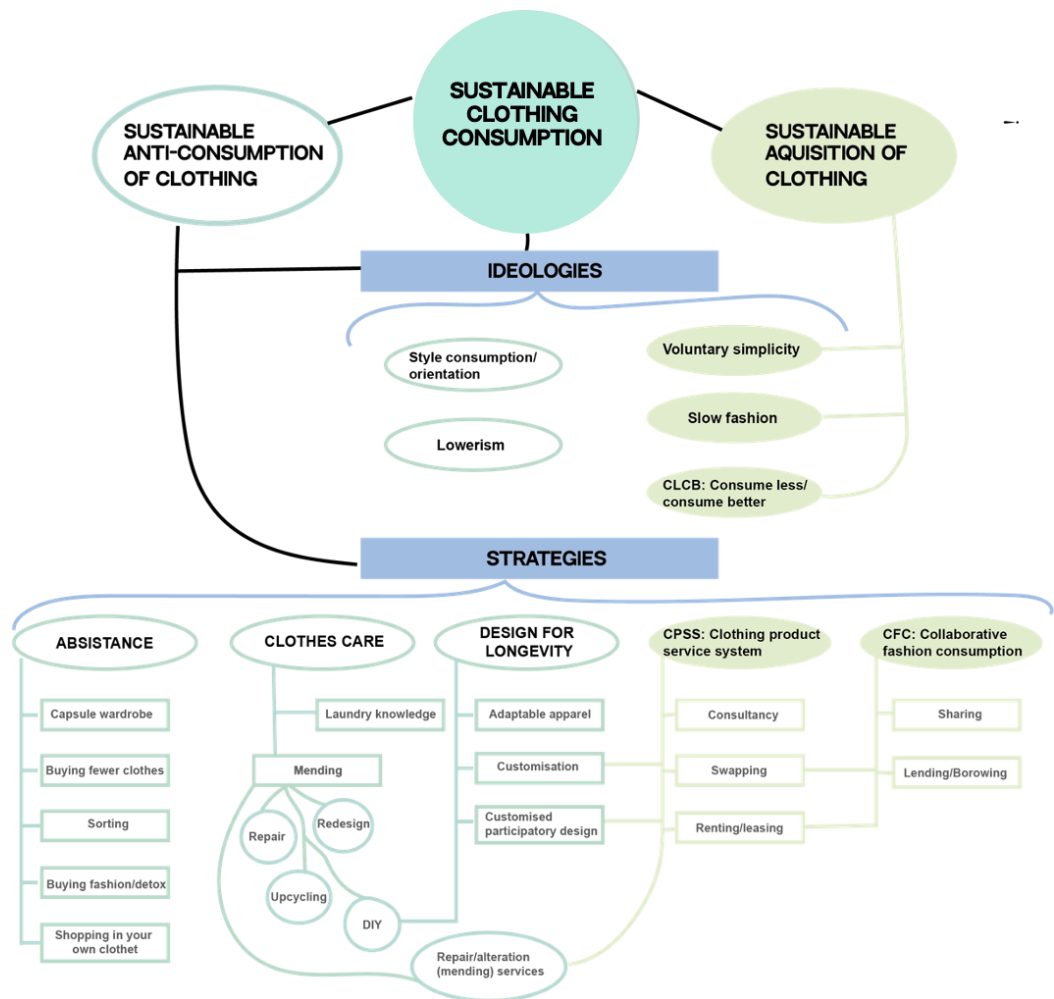 SUSTAINABLE
CLOTHING
CONSUMPTION
SUSTAINABLE
ANTI-CONSUMPTION
OF CLOTHING
SUSTAINABLE
AQUISITION OF
CLOTHING
IDEOLOGIES
Style consumption/
orientation
Lowerism
Voluntary simplicity
Slow fashion
CLCB: Consume less/
consume better
STRATEGIES
ABSISTANCE
Capsule wardrobe
Buying fewer clothes
Sorting
Buying fashion/detox
Shopping in your
own clothet
CLOTHES CARE
Laundry knowledge
Mending
Repair
Redesign
Upcycling
DIY
DESIGN FOR
LONGEVITY
Adaptable apparel
Customisation
Customised
participatory design
Repair/alteration
(mending) services
CPSS: Clothing product
service system
Consultancy
Swapping
Renting/leasing
CFC: Collaborative
fashion consumption
Sharing
Lending/Borrowing